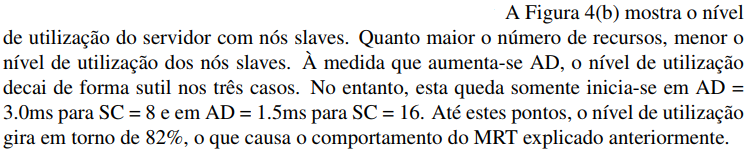 A Figura 4(b) mostra o nível
de utilização do servidor com nós slaves. Quanto maior o número de recursos, menor o
nível de utilização dos nós slaves. À medida que aumenta-se AD, o nível de utilização
decai de forma sutil nos três casos. No entanto, esta queda somente inicia-se em AD =
3.0ms para SC = 8 e em AD = 1.5ms para SC = 16. Até estes pontos, o nível de utilização
gira em torno de 82%, o que causa o comportamento do MRT explicado anteriormente.